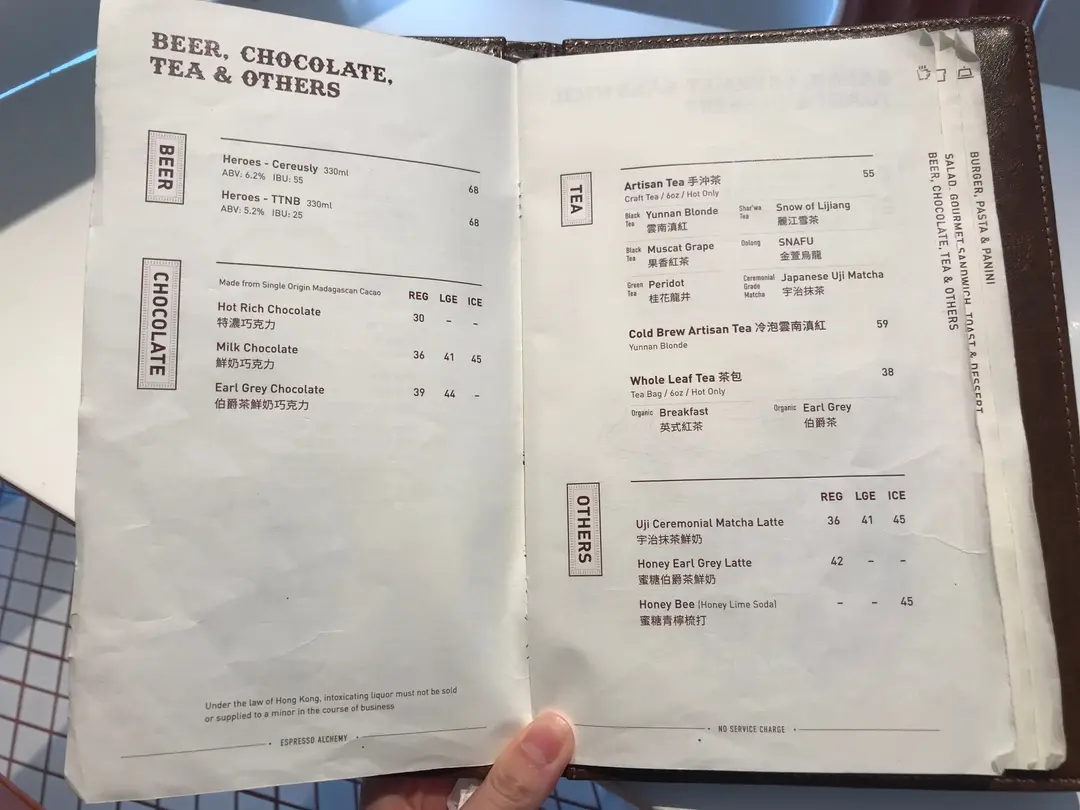 BEER, CHOCOLATE,
TEA & OTHERS
BEER
Heroes - Cereusly 330ml 68
ABV: 6.2% IBU: 55
Heroes - TTNB 330ml 68
ABV: 5.2% IBU: 25
CHOCOLATE
Made from Single Origin Madagascan Cacao REG LGE ICE
Hot Rich Chocolate 30 – –
特濃巧克力
Milk Chocolate 36 41 45
鮮奶巧克力
Earl Grey Chocolate 39 44 –
伯爵茶鮮奶巧克力
Under the law of Hong Kong, intoxicating liquor must not be sold
or supplied to a minor in the course of business
ESPRESSO ALCHEMY
TEA
Artisan Tea 手沖茶 55
Craft Tea / 6oz / Hot Only
Black Tea Yunnan Blonde
雲南滇紅
Shar'wa Tea Snow of Lijiang
麗江雪茶
Black Tea Muscat Grape
果香紅茶
Oolong SNAFU
金萱烏龍
Green Tea Peridot
桂花龍井
Ceremonial Grade Matcha Japanese Uji Matcha
宇治抹茶
Cold Brew Artisan Tea 冷泡雲南滇紅 59
Yunnan Blonde
Whole Leaf Tea 茶包 38
Tea Bag / 6oz / Hot Only
Organic Breakfast
英式紅茶
Organic Earl Grey
伯爵茶
OTHERS
REG LGE ICE
Uji Ceremonial Matcha Latte 36 41 45
宇治抹茶鮮奶
Honey Earl Grey Latte 42 – –
蜜糖伯爵茶鮮奶
Honey Bee (Honey Lime Soda) – – 45
蜜糖青檸梳打
NO SERVICE CHARGE
BEER, CHOCOLATE, TEA & OTHERS
SALAD, GOURMET SANDWICH, TOAST & DESSERT
BURGER, PASTA & PANINI